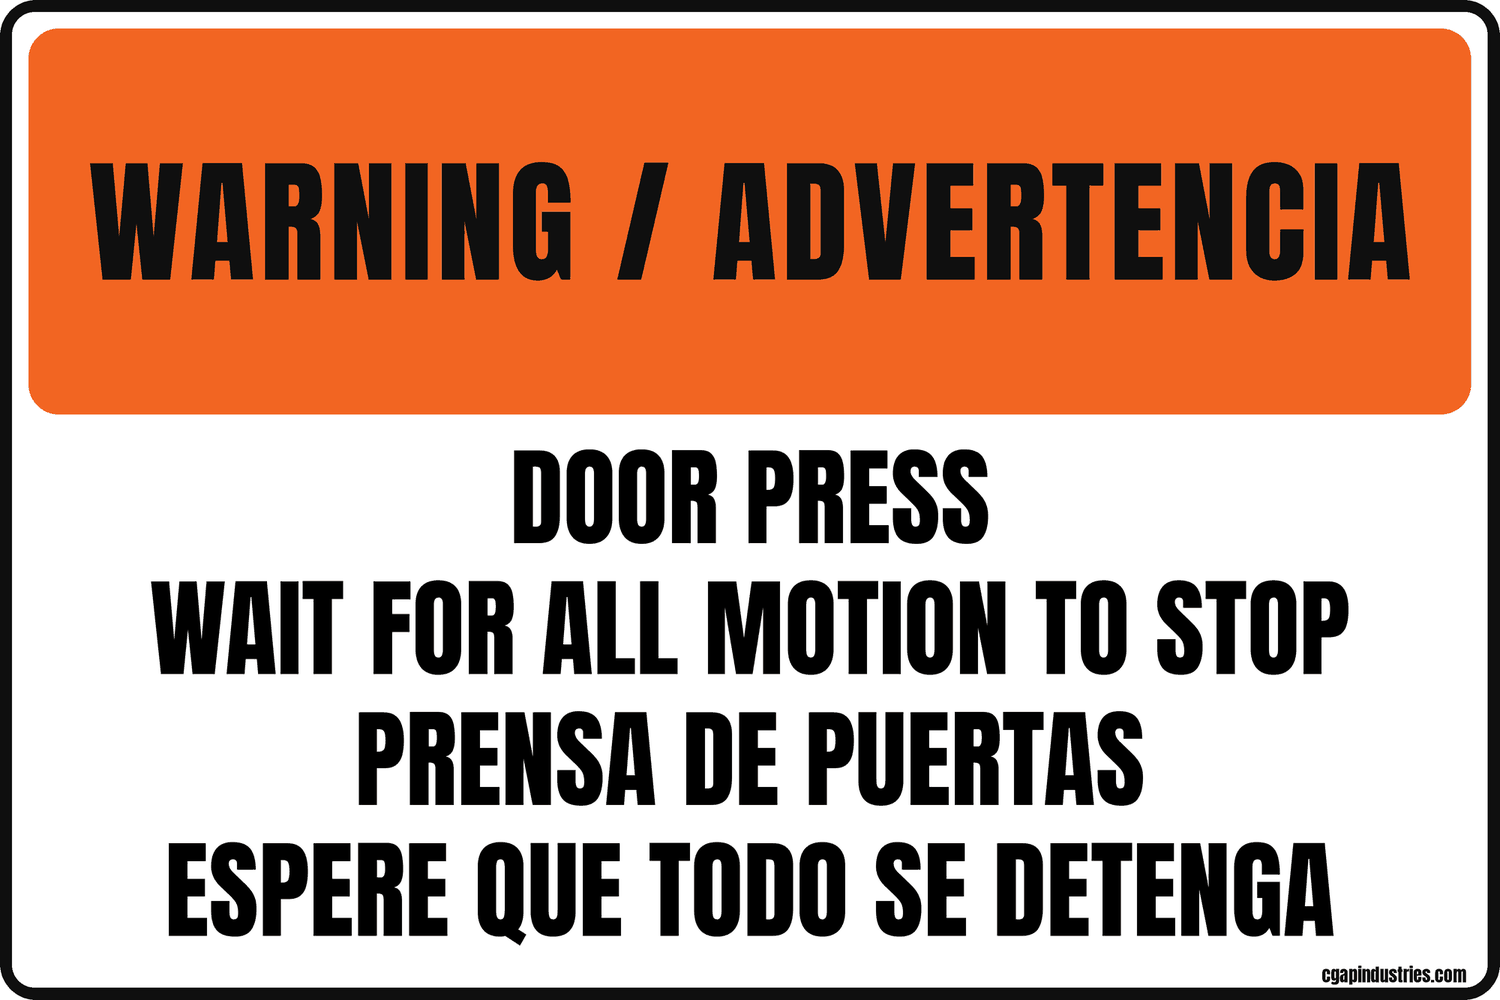 WARNING / ADVERTENCIA
DOOR PRESS
WAIT FOR ALL MOTION TO STOP
PRENSA DE PUERTAS
ESPERE QUE TODO SE DETENGA
cgapindustries.com